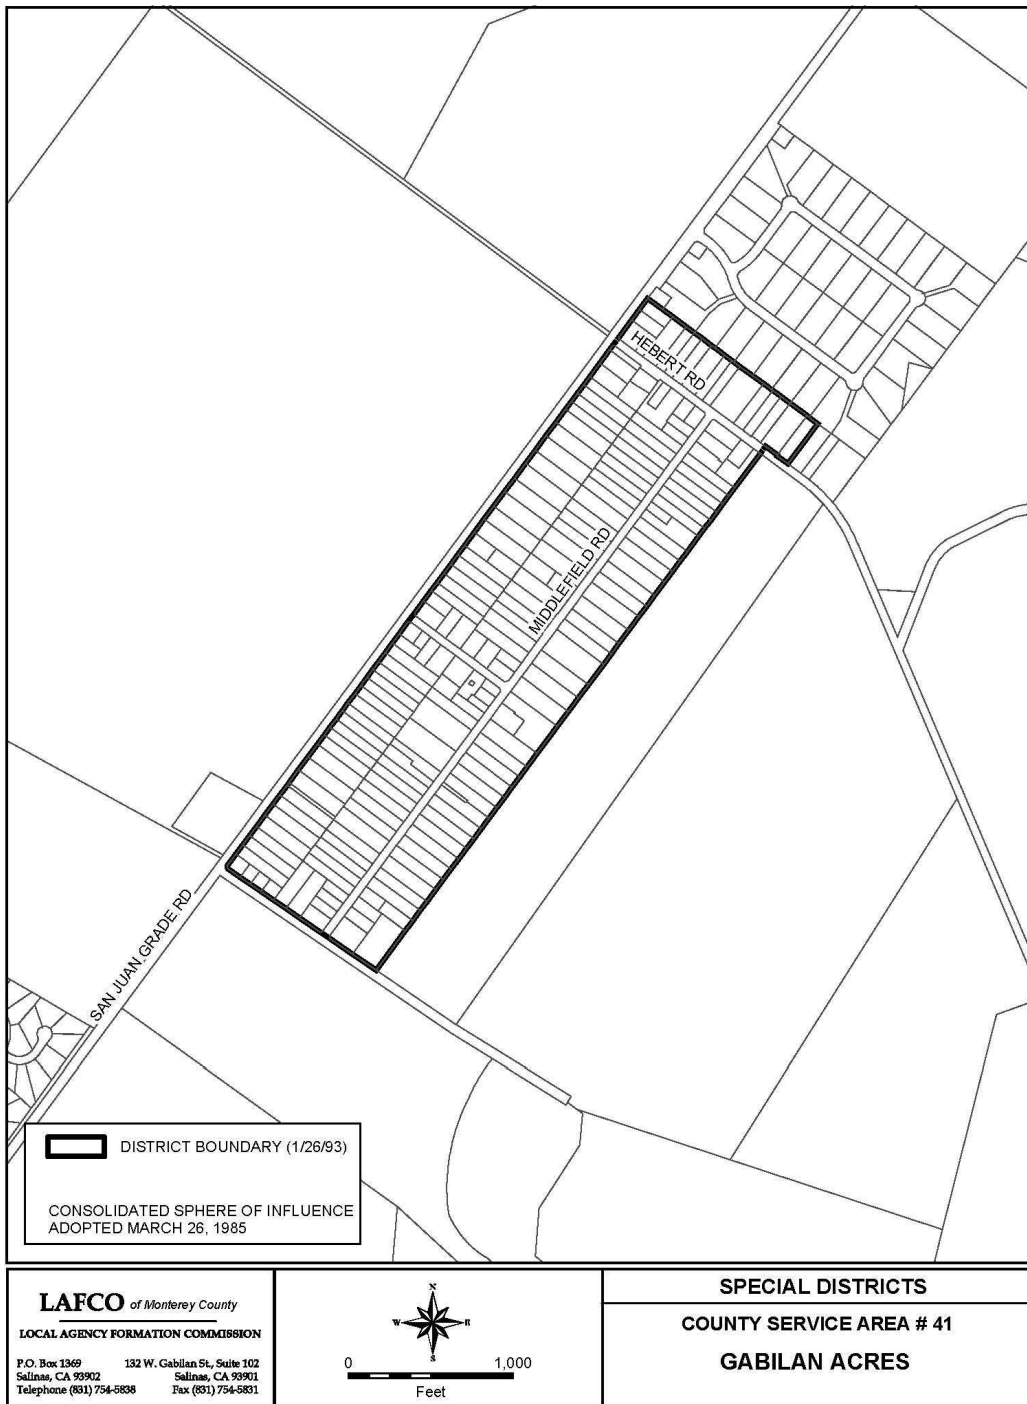 HEBERT RD
MIDDLEFIELD RD
SAN JUAN GRADE RD
DISTRICT BOUNDARY (1/26/93)
CONSOLIDATED SPHERE OF INFLUENCE
ADOPTED MARCH 26, 1985
LAFCO of Monterey County
LOCAL AGENCY FORMATION COMMISSION
P.O. Box 1369 132 W. Gabilan St., Suite 102
Salinas, CA 93902 Salinas, CA 93901
Telephone (831) 754-5838 Fax (831) 754-5831
N
W E
S
0 1,000
Feet
SPECIAL DISTRICTS
COUNTY SERVICE AREA # 41
GABILAN ACRES